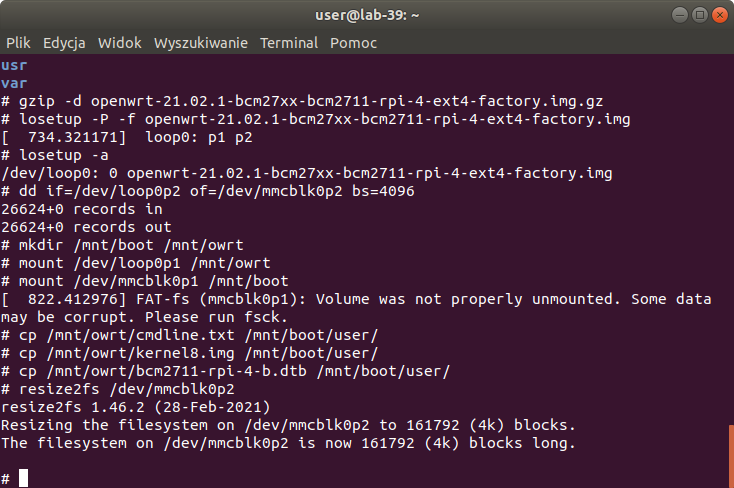 user@lab-39: ~
Plik Edycja Widok Wyszukiwanie Terminal Pomoc
usr
var
# gzip -d openwrt-21.02.1-bcm27xx-bcm2711-rpi-4-ext4-factory.img.gz
# losetup -P -f openwrt-21.02.1-bcm27xx-bcm2711-rpi-4-ext4-factory.img
[  734.321171]  loop0: p1 p2
# losetup -a
/dev/loop0: 0 openwrt-21.02.1-bcm27xx-bcm2711-rpi-4-ext4-factory.img
# dd if=/dev/loop0p2 of=/dev/mmcblk0p2 bs=4096
26624+0 records in
26624+0 records out
# mkdir /mnt/boot /mnt/owrt
# mount /dev/loop0p1 /mnt/owrt
# mount /dev/mmcblk0p1 /mnt/boot
[  822.412976] FAT-fs (mmcblk0p1): Volume was not properly unmounted. Some data
may be corrupt. Please run fsck.
# cp /mnt/owrt/cmdline.txt /mnt/boot/user/
# cp /mnt/owrt/kernel8.img /mnt/boot/user/
# cp /mnt/owrt/bcm2711-rpi-4-b.dtb /mnt/boot/user/
# resize2fs /dev/mmcblk0p2
resize2fs 1.46.2 (28-Feb-2021)
Resizing the filesystem on /dev/mmcblk0p2 to 161792 (4k) blocks.
The filesystem on /dev/mmcblk0p2 is now 161792 (4k) blocks long.
#